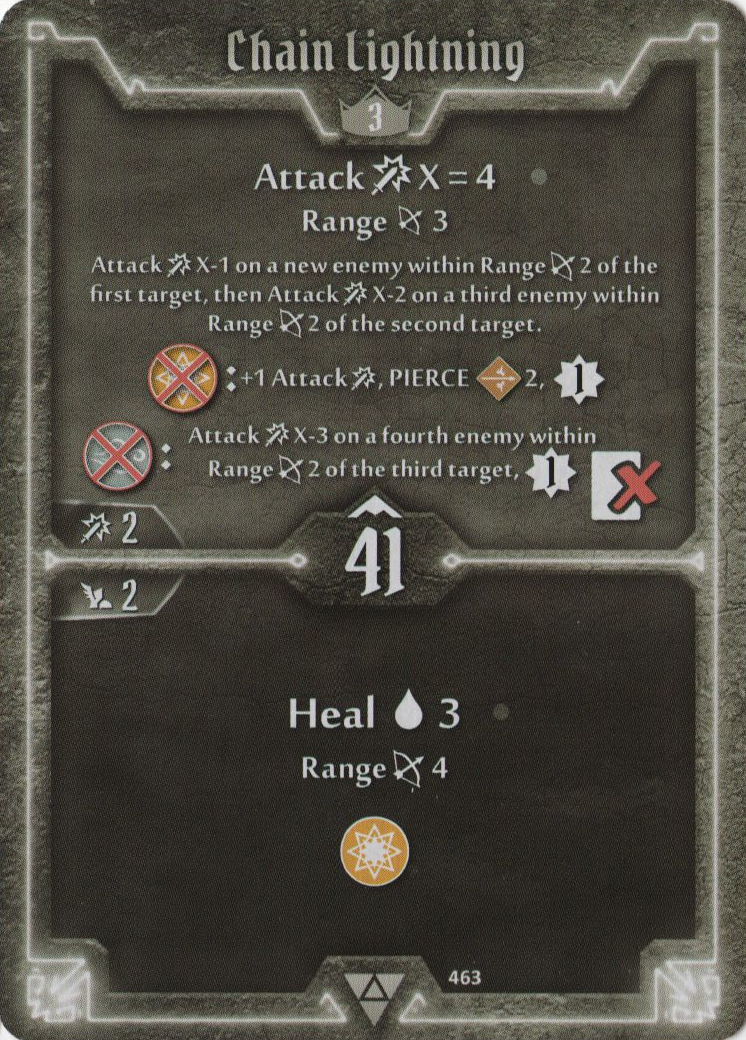 Chain Lightning
3
Attack X = 4
Range 3
Attack X-1 on a new enemy within Range 2 of the
first target, then Attack X-2 on a third enemy within
Range 2 of the second target.
: +1 Attack, PIERCE 2, 1
: Attack X-3 on a fourth enemy within
Range 2 of the third target, 1
2
41
2
Heal 3
Range 4
463